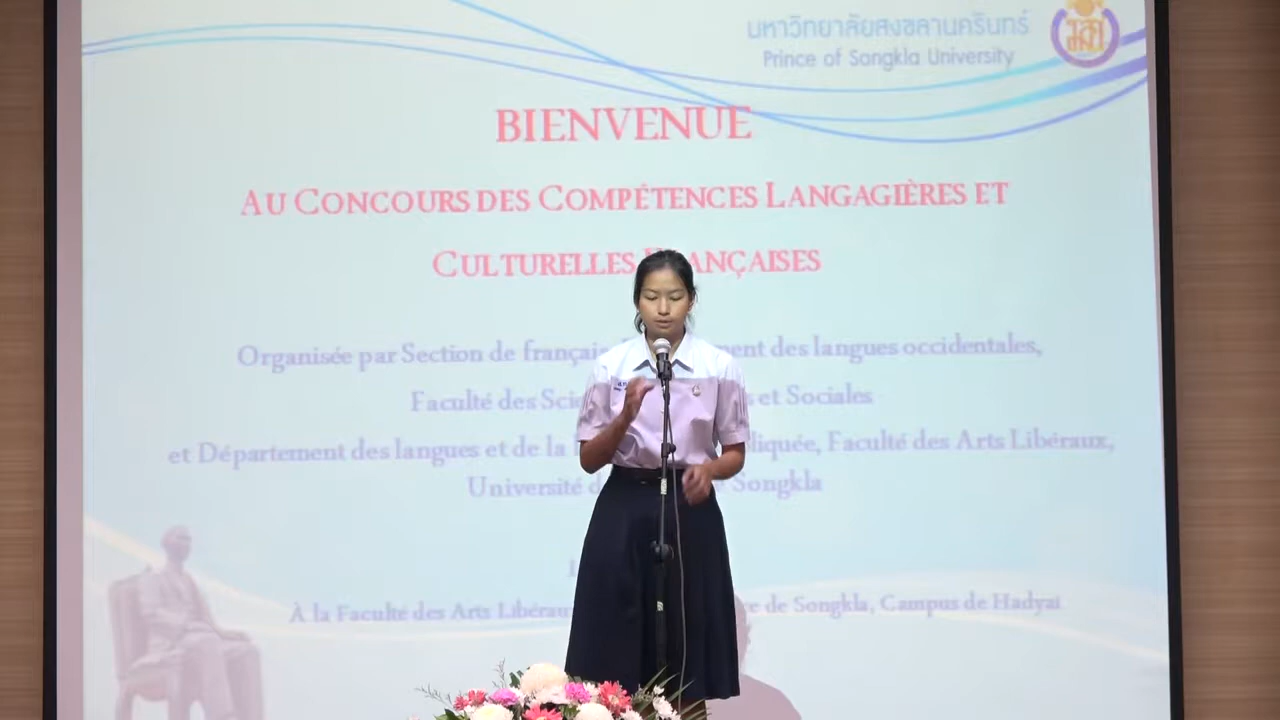 มหาวิทยาลัยสงขลานครินทร์
Prince of Songkla University
BIENVENUE
AU CONCOURS DES COMPÉTENCES LANGAGIÈRES ET
CULTURELLES FRANÇAISES
Organisée par Section de français des langues occidentales,
Faculté des et Sociales
et Département des langues et de la Faculté des Arts Libéraux,
Université Songkla
À la Faculté des Arts Libéraux de Songkla, Campus de Hadyai